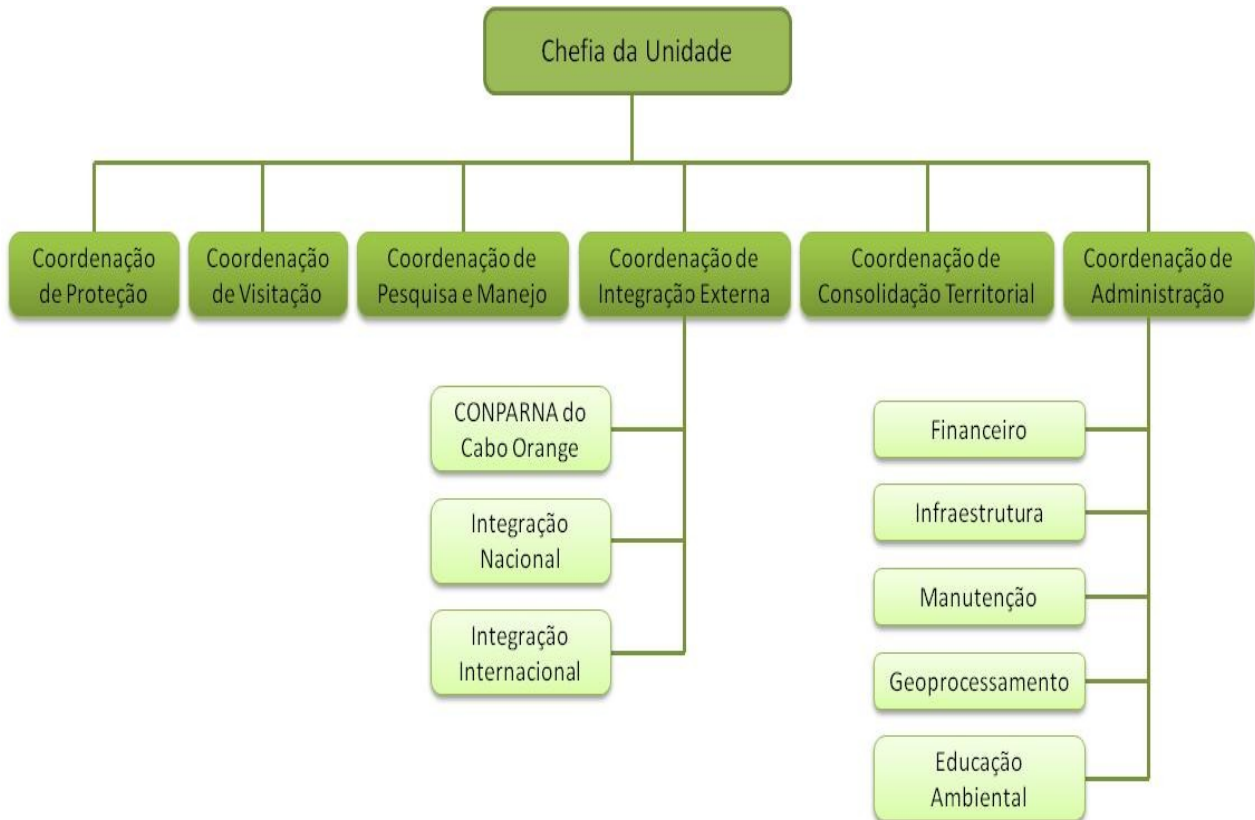 Chefia da Unidade
Coordenação
de Proteção
Coordenação
de Visitação
Coordenação de
Pesquisa e Manejo
Coordenação de
Integração Externa
Coordenação de
Consolidação Territorial
Coordenação de
Administração
CONPARNA do
Cabo Orange
Integração
Nacional
Integração
Internacional
Financeiro
Infraestrutura
Manutenção
Geoprocessamento
Educação
Ambiental